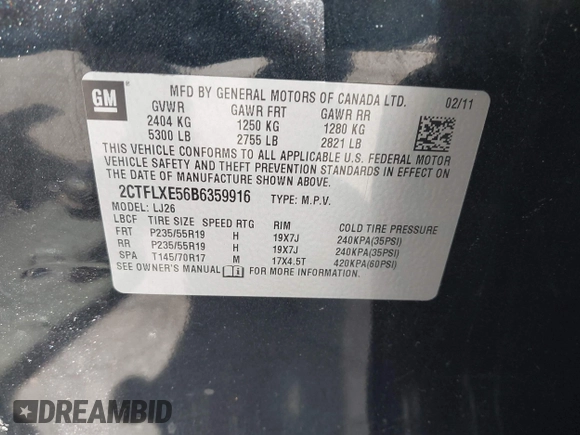 GM
MFD BY GENERAL MOTORS OF CANADA LTD. 02/11
GVWR GAWR FRT GAWR RR
2404 KG 1250 KG 1280 KG
5300 LB 2755 LB 2821 LB
THIS VEHICLE CONFORMS TO ALL APPLICABLE U.S. FEDERAL MOTOR
VEHICLE SAFETY AND THEFT PREVENTION STANDARDS IN EFFECT ON
THE DATE OF MANUFACTURE SHOWN ABOVE.
2CTFLXE56B6359916 TYPE: M.P.V.
MODEL: LJ26
LBCF TIRE SIZE SPEED RTG RIM COLD TIRE PRESSURE
FRT P235/55R19 H 19X7J 240KPA(35PSI)
RR P235/55R19 H 19X7J 240KPA(35PSI)
SPA T145/70R17 M 17X4.5T 420KPA(60PSI)
SEE OWNER'S MANUAL FOR MORE INFORMATION.
DREAMBID